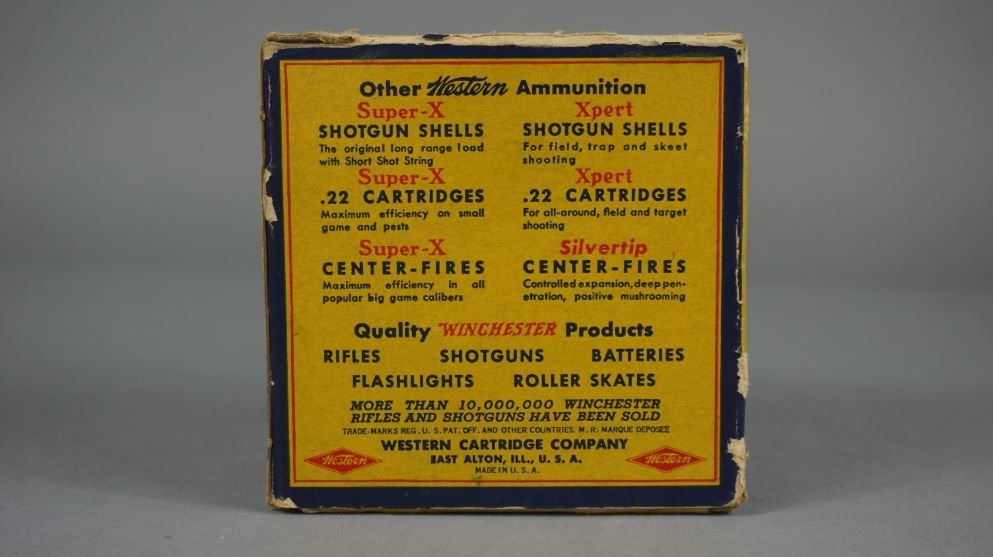 Other Western Ammunition
Super-X
SHOTGUN SHELLS
The original long range load
with Short Shot String
Xpert
SHOTGUN SHELLS
For field, trap and skeet
shooting
Super-X
.22 CARTRIDGES
Maximum efficiency on small
game and pests
Xpert
.22 CARTRIDGES
For all-around, field and target
shooting
Super-X
CENTER-FIRES
Maximum efficiency in all
popular big game calibers
Silvertip
CENTER-FIRES
Controlled expansion, deep pen-
etration, positive mushrooming
Quality WINCHESTER Products
RIFLES SHOTGUNS BATTERIES
FLASHLIGHTS ROLLER SKATES
MORE THAN 10,000,000 WINCHESTER
RIFLES AND SHOTGUNS HAVE BEEN SOLD
TRADE-MARKS REG. U. S. PAT. OFF. AND OTHER COUNTRIES. M. R. MARQUE DEPOSEE
WESTERN CARTRIDGE COMPANY
EAST ALTON, ILL., U. S. A.
MADE IN U. S. A.
Western
Western